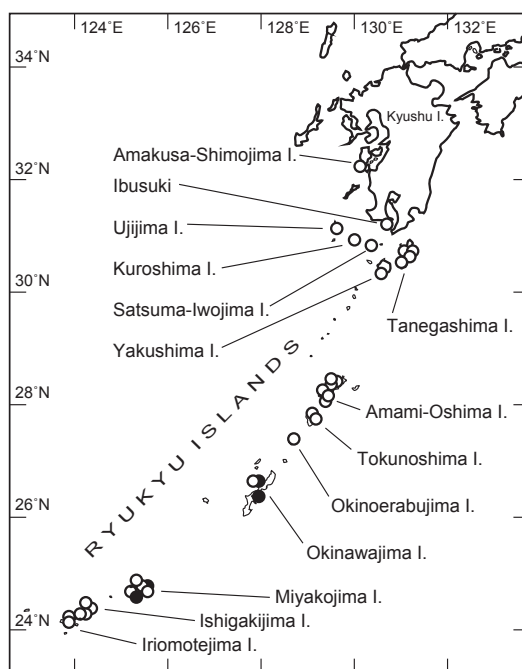 124°E 126°E 128°E 130°E 132°E
34°N
Kyushu I.
32°N
Amakusa-Shimojima I.
Ibusuki
Ujijima I.
Kuroshima I.
30°N
Satsuma-Iwojima I.
Yakushima I.
Tanegashima I.
RYUKYU ISLANDS
28°N
Amami-Oshima I.
Tokunoshima I.
Okinoerabujima I.
26°N
Okinawajima I.
Miyakojima I.
Ishigakijima I.
24°N
Iriomotejima I.